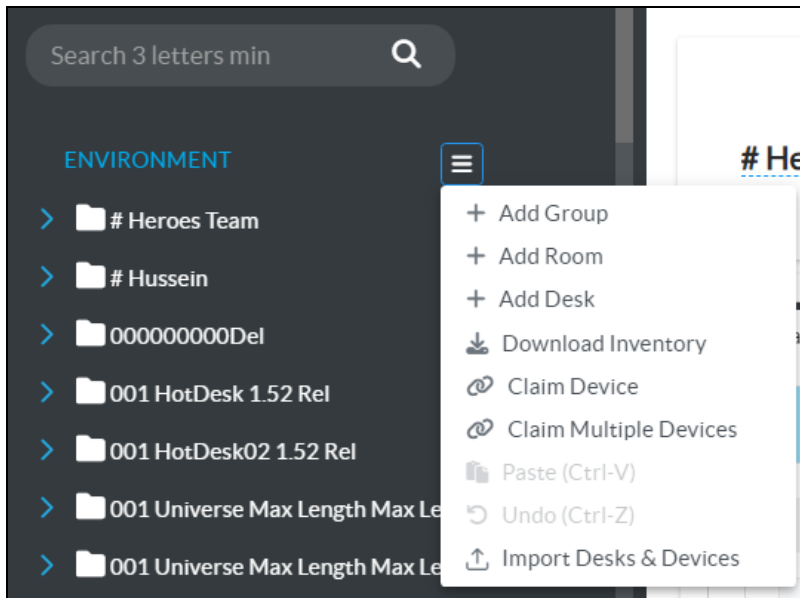 Search 3 letters min
ENVIRONMENT
# Heroes Team
# Hussein
000000000Del
001 HotDesk 1.52 Rel
001 HotDesk02 1.52 Rel
001 Universe Max Length Max Le
001 Universe Max Length Max Le
Add Group
Add Room
Add Desk
Download Inventory
Claim Device
Claim Multiple Devices
Paste (Ctrl-V)
Undo (Ctrl-Z)
Import Desks & Devices
# He